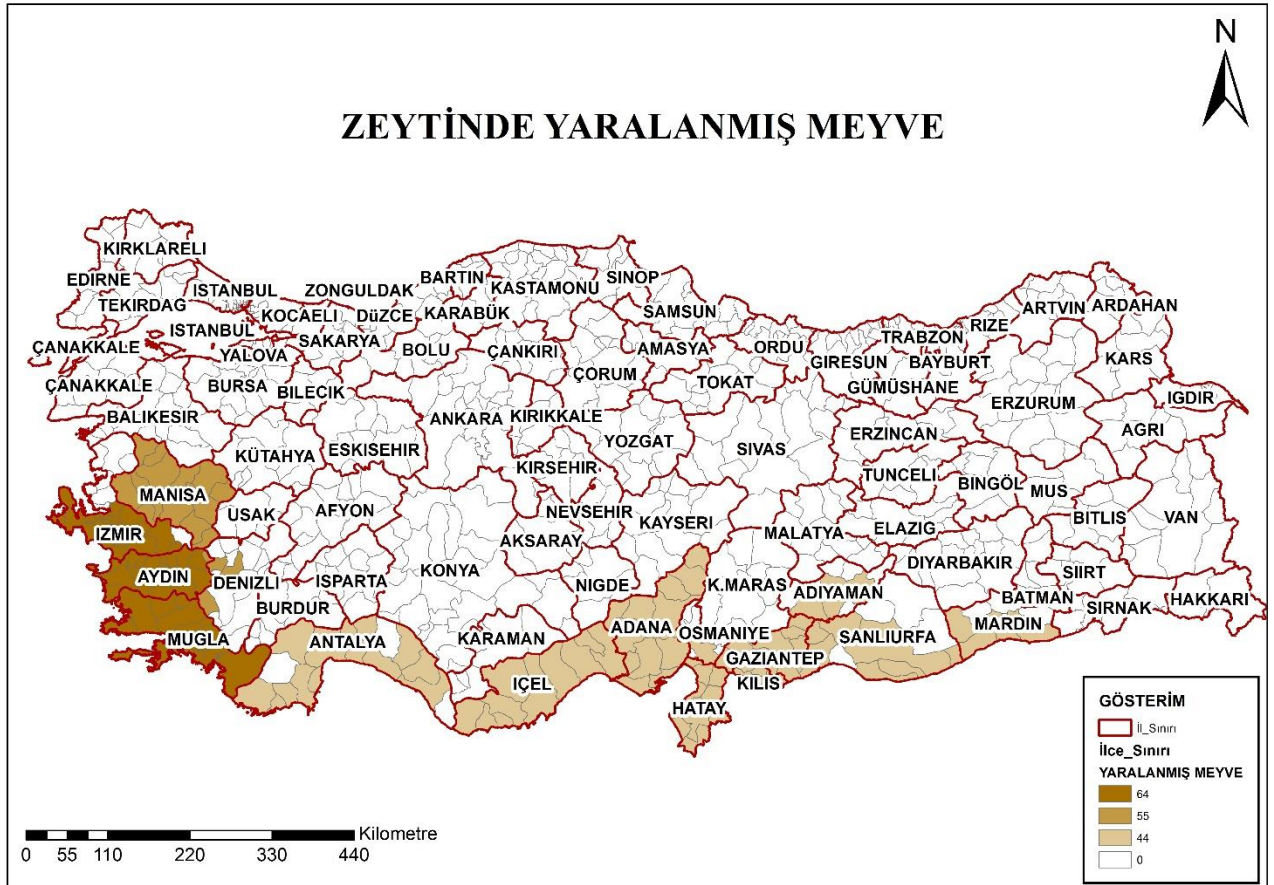 N
ZEYTİNDE YARALANMIŞ MEYVE
KIRKLARELI
EDIRNE
TEKIRDAG
ISTANBUL
ISTANBUL
KOCAELI
YALOVA
SAKARYA
ZONGULDAK
DüZCE
BARTIN
KARABÜK
BOLU
KASTAMONU
ÇANKIRI
SINOP
SAMSUN
AMASYA
ÇORUM
TOKAT
ORDU
GIRESUN
TRABZON
BAYBURT
GÜMÜSHANE
RIZE
ARTVIN
ARDAHAN
KARS
IGDIR
ÇANAKKALE
ÇANAKKALE
BURSA
BILECIK
BALIKESIR
KÜTAHYA
ESKISEHIR
ANKARA
KIRIKKALE
YOZGAT
SIVAS
ERZINCAN
ERZURUM
AGRI
TUNCELI
BINGÖL
MUS
BITLIS
VAN
MANISA
USAK
AFYON
KIRSEHIR
NEVSEHIR
AKSARAY
KAYSERI
MALATYA
ELAZIG
DIYARBAKIR
SIIRT
BATMAN
SIRNAK
HAKKARI
IZMIR
AYDIN
DENIZLI
ISPARTA
BURDUR
KONYA
NIGDE
K.MARAS
ADIYAMAN
MARDIN
SANLIURFA
MUGLA
ANTALYA
KARAMAN
IÇEL
ADANA
OSMANIYE
GAZIANTEP
KILIS
HATAY
GÖSTERİM
İl_Sınırı
İlce_Sınırı
YARALANMIŞ MEYVE
64
55
44
0
Kilometre
0 55 110 220 330 440